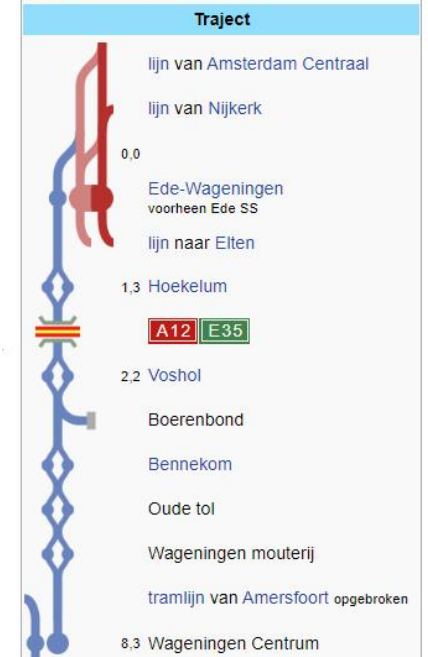 Traject
lijn van Amsterdam Centraal
lijn van Nijkerk
0,0
Ede-Wageningen
voorheen Ede SS
lijn naar Elten
1,3 Hoekelum
A12 E35
2,2 Voshol
Boerenbond
Bennekom
Oude tol
Wageningen mouterij
tramlijn van Amersfoort opgebroken
8,3 Wageningen Centrum